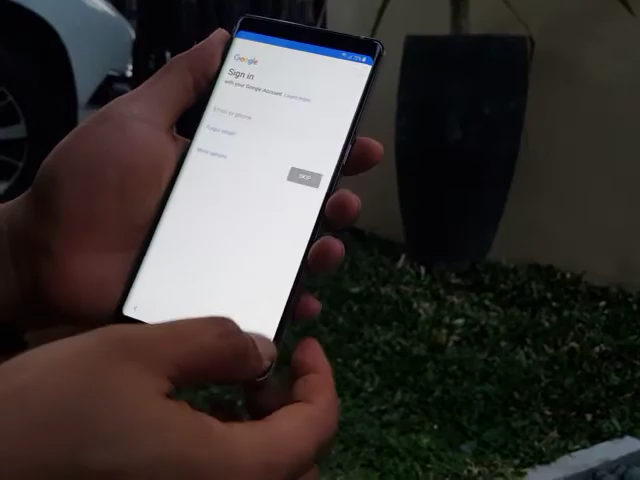 Google
Sign in
with your Google Account. Learn more
Email or phone
Forgot email?
More options
SKIP